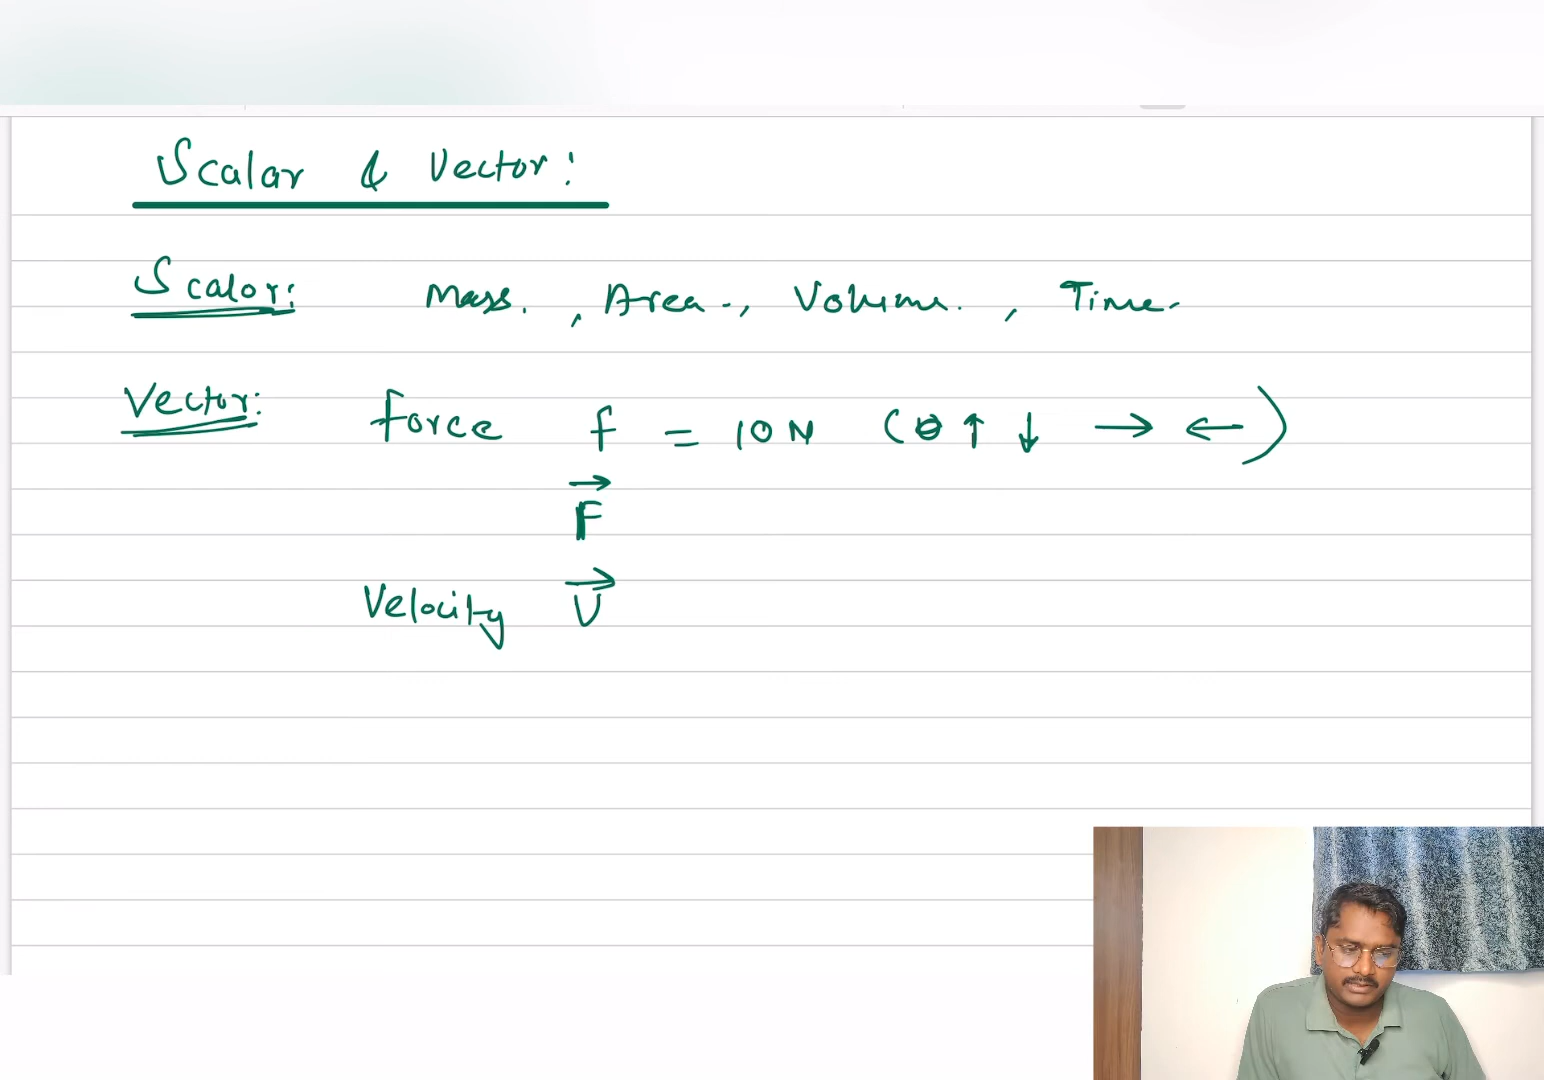 Scalar & Vector:
Scalar: Mass. , Area -, Volume. , Time.
Vector: force f = 10 N (θ ↑ ↓ → ←)
→
F
Velocity →
V